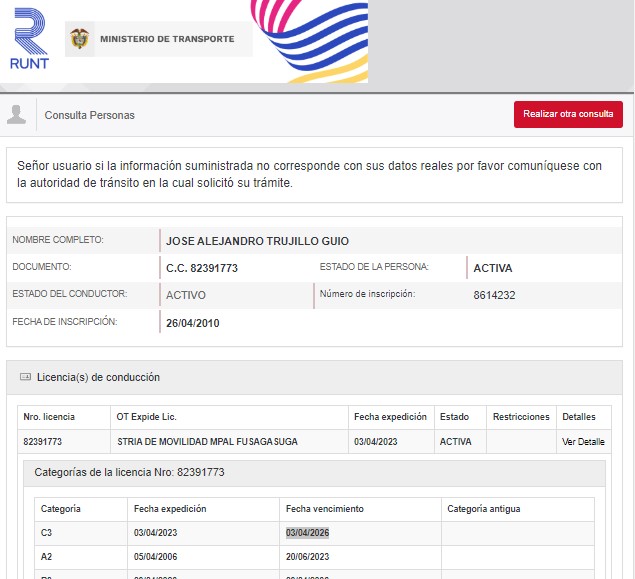 RUNT
MINISTERIO DE TRANSPORTE
Consulta Personas
Realizar otra consulta
Señor usuario si la información suministrada no corresponde con sus datos reales por favor comuníquese con
la autoridad de tránsito en la cual solicitó su trámite.
NOMBRE COMPLETO: JOSE ALEJANDRO TRUJILLO GUIO
DOCUMENTO: C.C. 82391773 ESTADO DE LA PERSONA: ACTIVA
ESTADO DEL CONDUCTOR: ACTIVO Número de inscripción: 8614232
FECHA DE INSCRIPCIÓN: 26/04/2010
Licencia(s) de conducción
Nro. licencia OT Expide Lic. Fecha expedición Estado Restricciones Detalles
82391773 STRIA DE MOVILIDAD MPAL FUSAGASUGA 03/04/2023 ACTIVA Ver Detalle
Categorías de la licencia Nro: 82391773
Categoría Fecha expedición Fecha vencimiento Categoría antigua
C3 03/04/2023 03/04/2026
A2 05/04/2006 20/06/2023